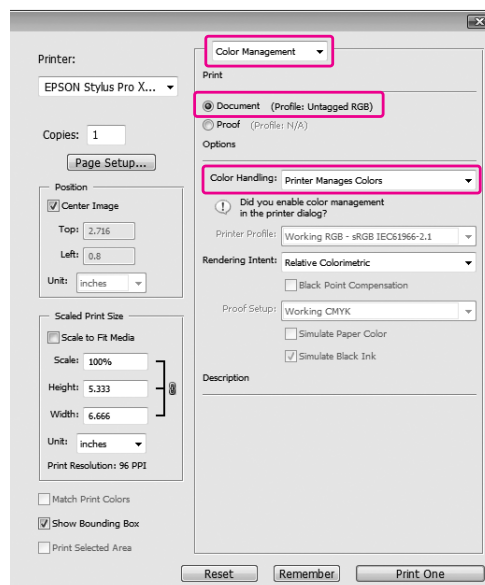 Printer:
EPSON Stylus Pro X...
Copies: 1
Page Setup...
Position
Center Image
Top: 2.716
Left: 0.8
Unit: inches
Scaled Print Size
Scale to Fit Media
Scale: 100%
Height: 5.333
Width: 6.666
Unit: inches
Print Resolution: 96 PPI
Match Print Colors
Show Bounding Box
Print Selected Area
Color Management
Print
Document (Profile: Untagged RGB)
Proof (Profile: N/A)
Options
Color Handling: Printer Manages Colors
Did you enable color management
in the printer dialog?
Printer Profile: Working RGB - sRGB IEC61966-2.1
Rendering Intent: Relative Colorimetric
Black Point Compensation
Proof Setup: Working CMYK
Simulate Paper Color
Simulate Black Ink
Description
Reset Remember Print One